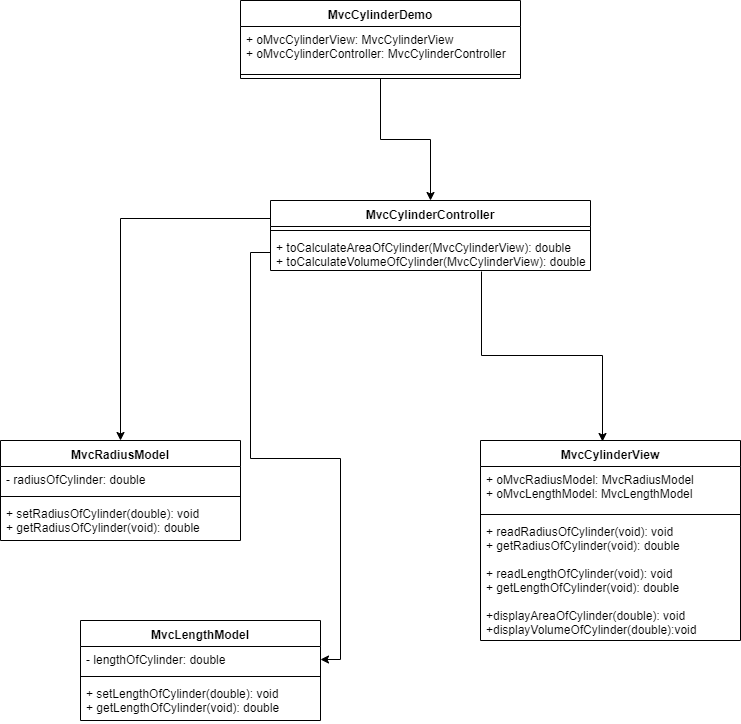 MvcCylinderDemo
+ oMvcCylinderView: MvcCylinderView
+ oMvcCylinderController: MvcCylinderController
MvcCylinderController
+ toCalculateAreaOfCylinder(MvcCylinderView): double
+ toCalculateVolumeOfCylinder(MvcCylinderView): double
MvcRadiusModel
- radiusOfCylinder: double
+ setRadiusOfCylinder(double): void
+ getRadiusOfCylinder(void): double
MvcCylinderView
+ oMvcRadiusModel: MvcRadiusModel
+ oMvcLengthModel: MvcLengthModel
+ readRadiusOfCylinder(void): void
+ getRadiusOfCylinder(void): double
+ readLengthOfCylinder(void): void
+ getLengthOfCylinder(void): double
+displayAreaOfCylinder(double): void
+displayVolumeOfCylinder(double):void
MvcLengthModel
- lengthOfCylinder: double
+ setLengthOfCylinder(double): void
+ getLengthOfCylinder(void): double